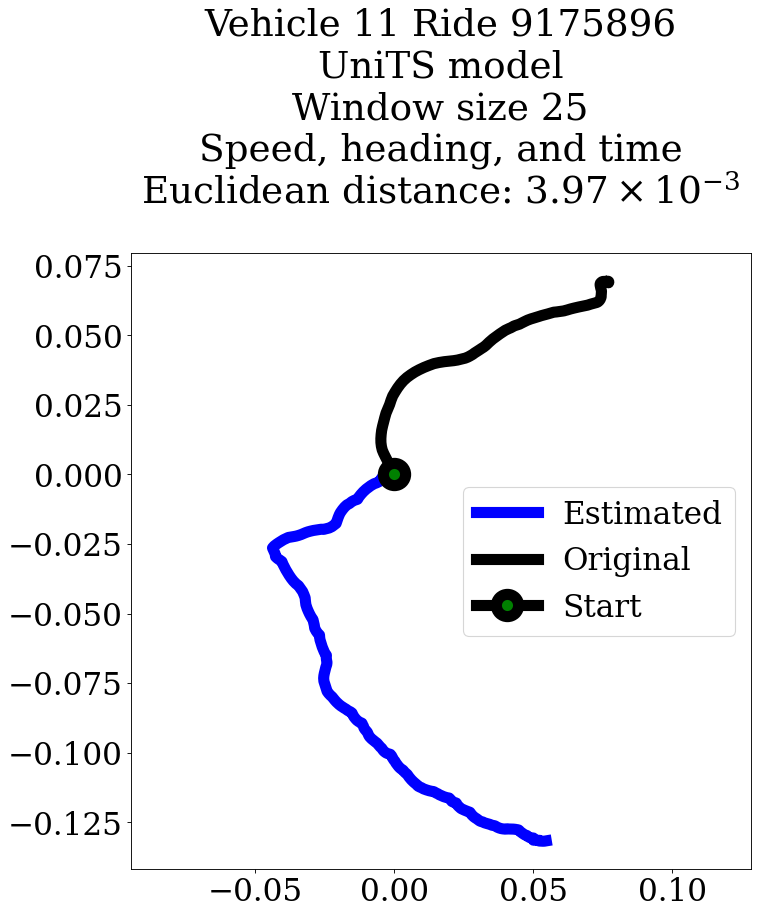 Vehicle 11 Ride 9175896
UniTS model
Window size 25
Speed, heading, and time
Euclidean distance: 3.97 × 10⁻³
0.075
0.050
0.025
0.000
−0.025
−0.050
−0.075
−0.100
−0.125
Estimated
Original
Start
−0.05 0.00 0.05 0.10